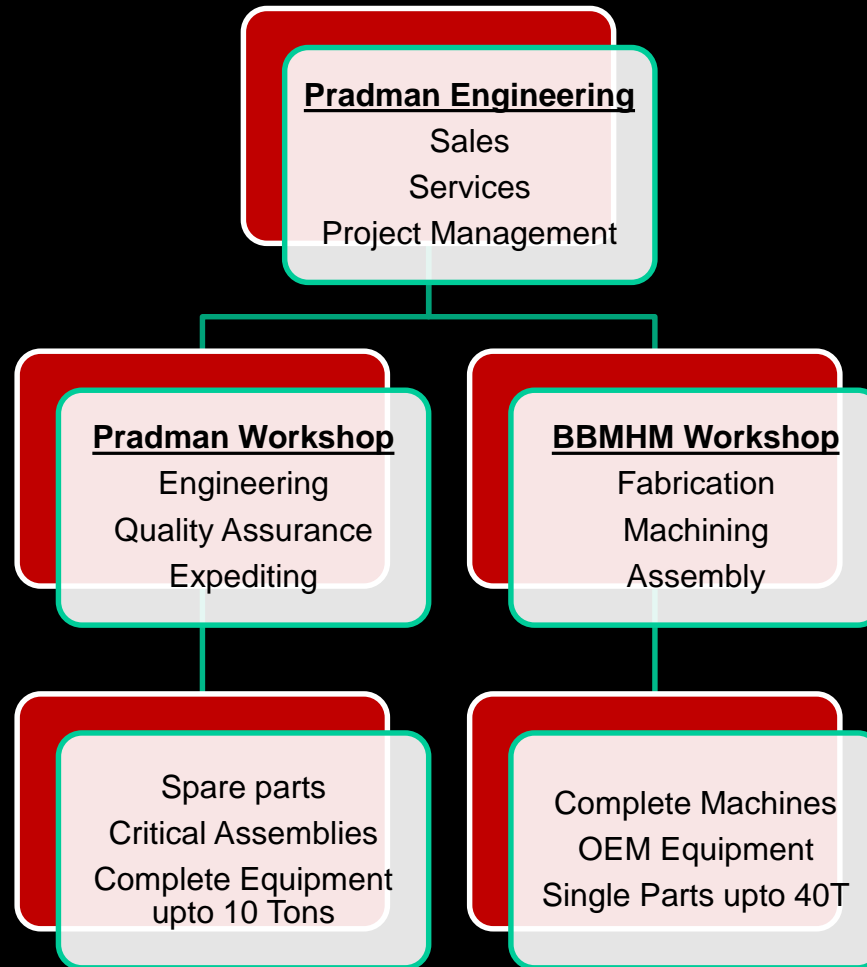 Pradman Engineering
Sales
Services
Project Management
Pradman Workshop
Engineering
Quality Assurance
Expediting
BBMHM Workshop
Fabrication
Machining
Assembly
Spare parts
Critical Assemblies
Complete Equipment
upto 10 Tons
Complete Machines
OEM Equipment
Single Parts upto 40T